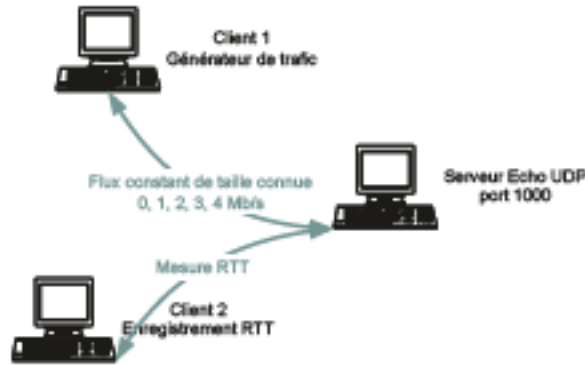 Client 1
Générateur de trafic
Flux constant de taille connue
0, 1, 2, 3, 4 Mb/s
Serveur Echo UDP
port 1000
Mesure RTT
Client 2
Enregistrement RTT